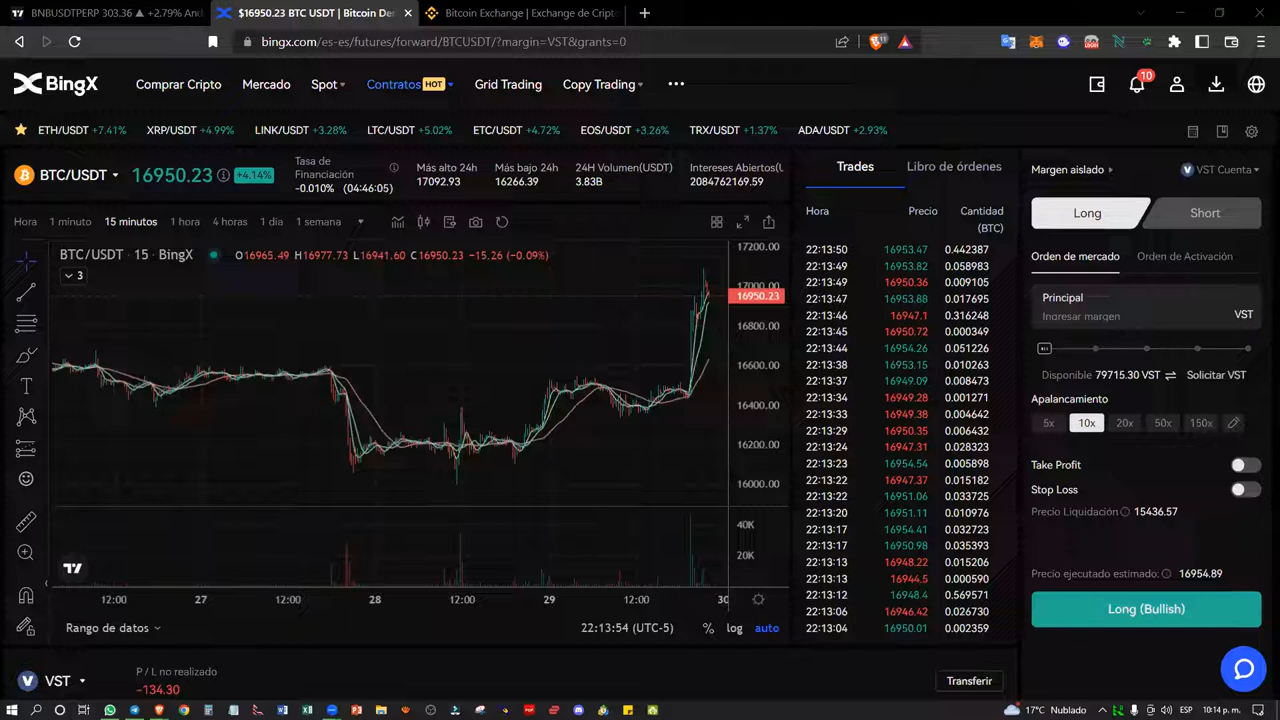 BNBUSDTPERP 303.36 ▲ +2.79% And
$16950.23 BTC USDT | Bitcoin De
Bitcoin Exchange | Exchange de Cript
bingx.com/es-es/futures/forward/BTCUSDT/?margin=VST&grants=0
11
BingX
Comprar Cripto
Mercado
Spot
Contratos HOT
Grid Trading
Copy Trading
10
ETH/USDT +7.41%
XRP/USDT +4.99%
LINK/USDT +3.28%
LTC/USDT +5.02%
ETC/USDT +4.72%
EOS/USDT +3.26%
TRX/USDT +1.37%
ADA/USDT +2.93%
BTC/USDT
16950.23
+4.14%
Tasa de
Financiación
-0.010% (04:46:05)
Más alto 24h
17092.93
Más bajo 24h
16266.39
24H Volumen(USDT)
3.83B
Intereses Abiertos(L
2084762169.59
Hora
1 minuto
15 minutos
1 hora
4 horas
1 día
1 semana
BTC/USDT · 15 · BingX
O16965.49 H16977.73 L16941.60 C16950.23 −15.26 (−0.09%)
3
17200.00
17000.00
16950.23
16800.00
16600.00
16400.00
16200.00
16000.00
40K
20K
12:00
27
12:00
28
12:00
29
12:00
30
Rango de datos
22:13:54 (UTC-5)
%
log
auto
VST
P / L no realizado
-134.30
Transferir
Trades
Libro de órdenes
Hora
Precio
Cantidad
(BTC)
22:13:50 16953.47 0.442387
22:13:49 16953.82 0.058983
22:13:49 16950.36 0.009105
22:13:47 16953.88 0.017695
22:13:46 16947.1 0.316248
22:13:45 16950.72 0.000349
22:13:44 16954.26 0.051226
22:13:38 16953.15 0.010263
22:13:37 16949.09 0.008473
22:13:34 16949.28 0.001271
22:13:33 16949.38 0.004642
22:13:29 16950.35 0.006432
22:13:24 16947.31 0.028323
22:13:23 16954.54 0.005898
22:13:22 16947.37 0.015182
22:13:22 16951.06 0.033725
22:13:20 16951.11 0.010976
22:13:17 16954.41 0.032723
22:13:17 16950.98 0.035393
22:13:13 16948.22 0.015206
22:13:13 16944.5 0.000590
22:13:12 16948.4 0.569571
22:13:06 16946.42 0.026730
22:13:04 16950.01 0.002359
Margen aislado
VST Cuenta
Long
Short
Orden de mercado
Orden de Activación
Principal
Ingresar margen
VST
Disponible 79715.30 VST
Solicitar VST
Apalancamiento
5x
10x
20x
50x
150x
Take Profit
Stop Loss
Precio Liquidación 15436.57
Precio ejecutado estimado: 16954.89
Long (Bullish)
17°C Nublado
ESP
10:14 p. m.